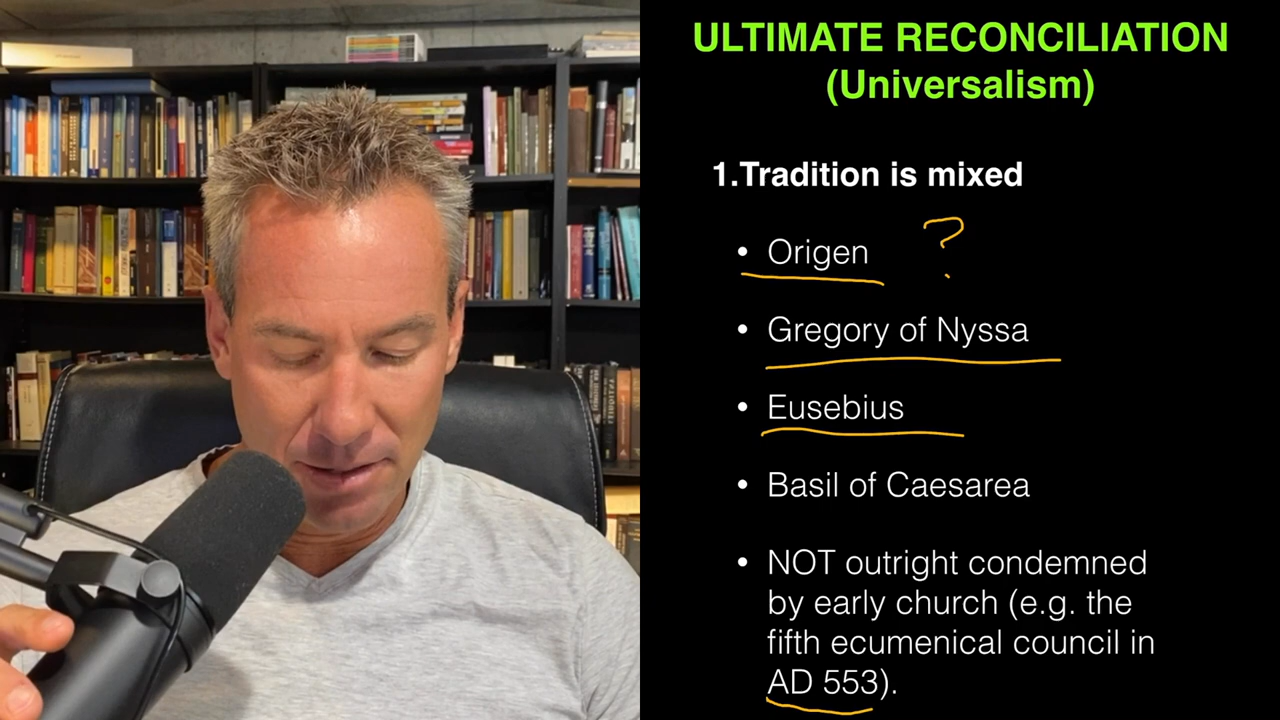 ULTIMATE RECONCILIATION
(Universalism)
1.Tradition is mixed
• Origen ?
• Gregory of Nyssa
• Eusebius
• Basil of Caesarea
• NOT outright condemned
by early church (e.g. the
fifth ecumenical council in
AD 553).